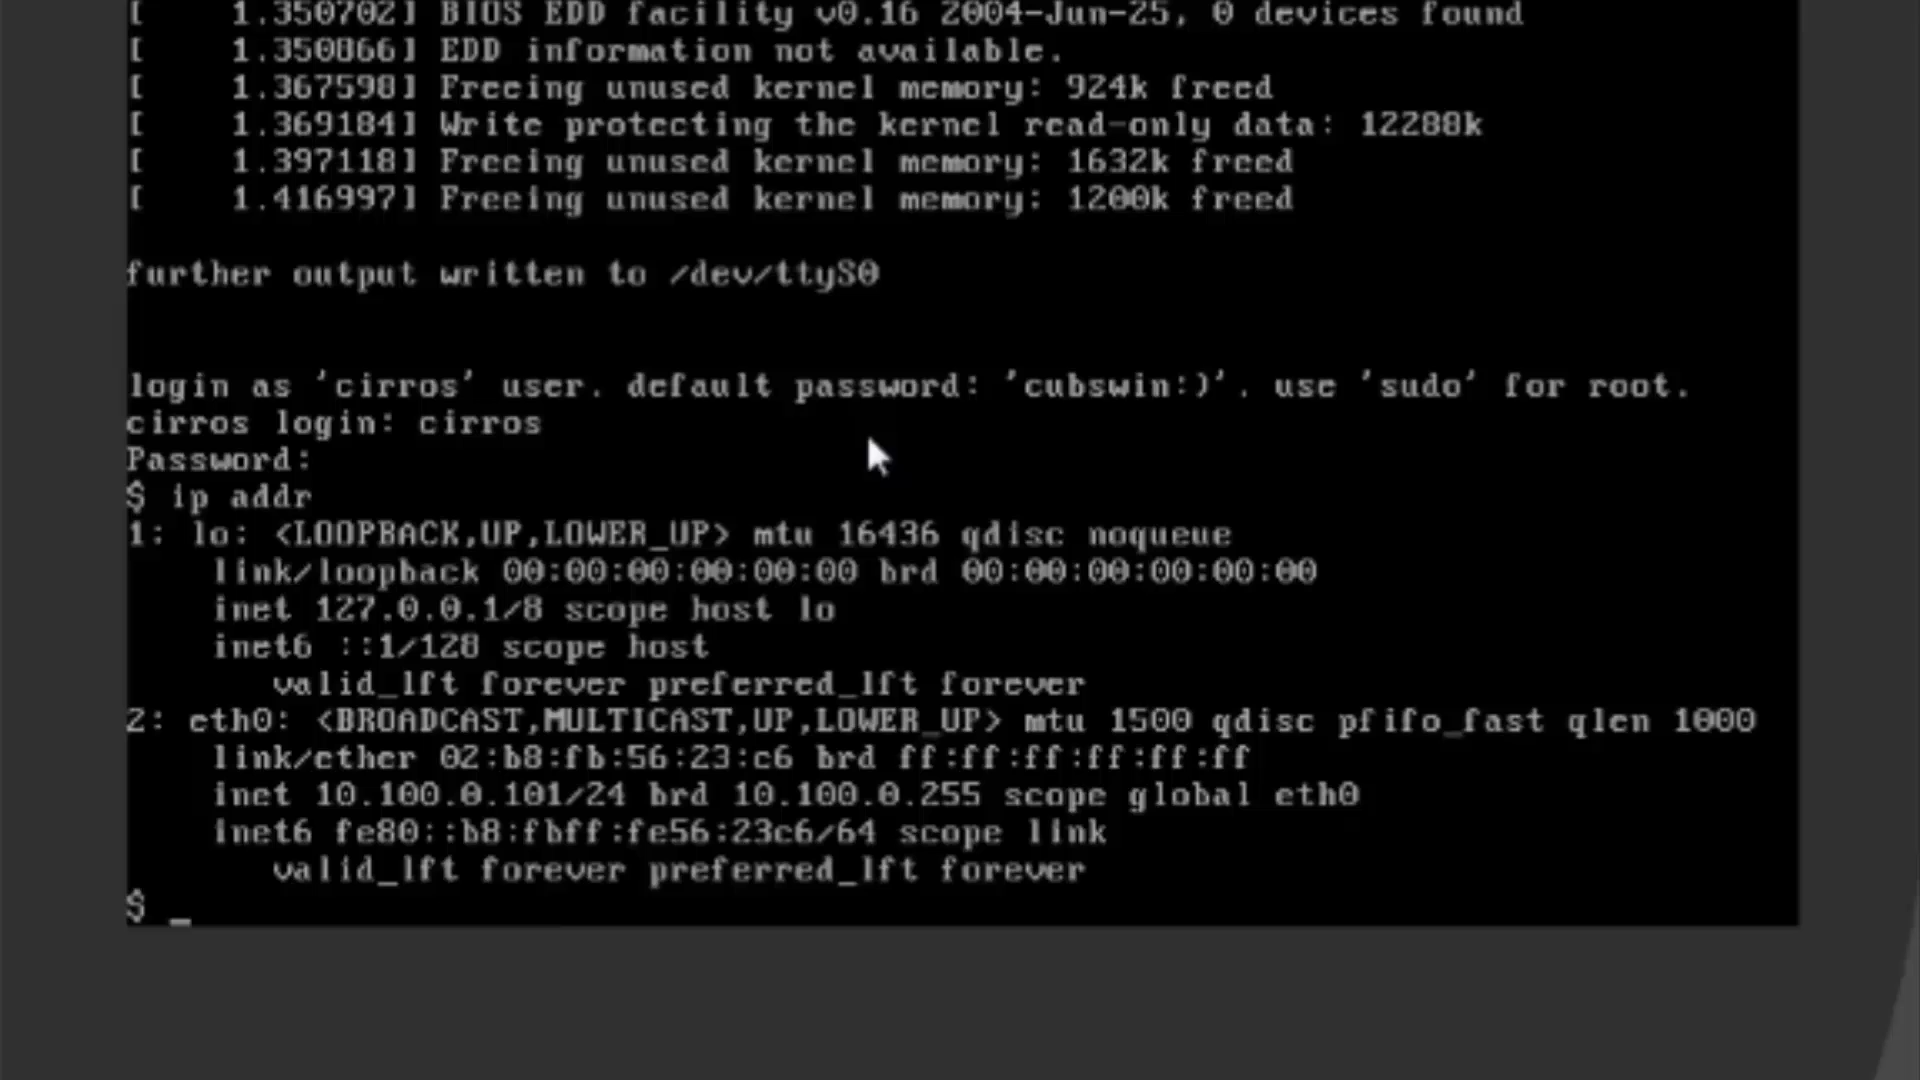 [    1.350702] BIOS EDD facility v0.16 2004-Jun-25, 0 devices found
[    1.350866] EDD information not available.
[    1.367598] Freeing unused kernel memory: 924k freed
[    1.369184] Write protecting the kernel read-only data: 12288k
[    1.397118] Freeing unused kernel memory: 1632k freed
[    1.416997] Freeing unused kernel memory: 1200k freed
further output written to /dev/ttyS0
login as 'cirros' user. default password: 'cubswin:)'. use 'sudo' for root.
cirros login: cirros
Password:
$ ip addr
1: lo: <LOOPBACK,UP,LOWER_UP> mtu 16436 qdisc noqueue
    link/loopback 00:00:00:00:00:00 brd 00:00:00:00:00:00
    inet 127.0.0.1/8 scope host lo
    inet6 ::1/128 scope host
       valid_lft forever preferred_lft forever
2: eth0: <BROADCAST,MULTICAST,UP,LOWER_UP> mtu 1500 qdisc pfifo_fast qlen 1000
    link/ether 02:b8:fb:56:23:c6 brd ff:ff:ff:ff:ff:ff
    inet 10.100.0.101/24 brd 10.100.0.255 scope global eth0
    inet6 fe80::b8:fbff:fe56:23c6/64 scope link
       valid_lft forever preferred_lft forever
$ _